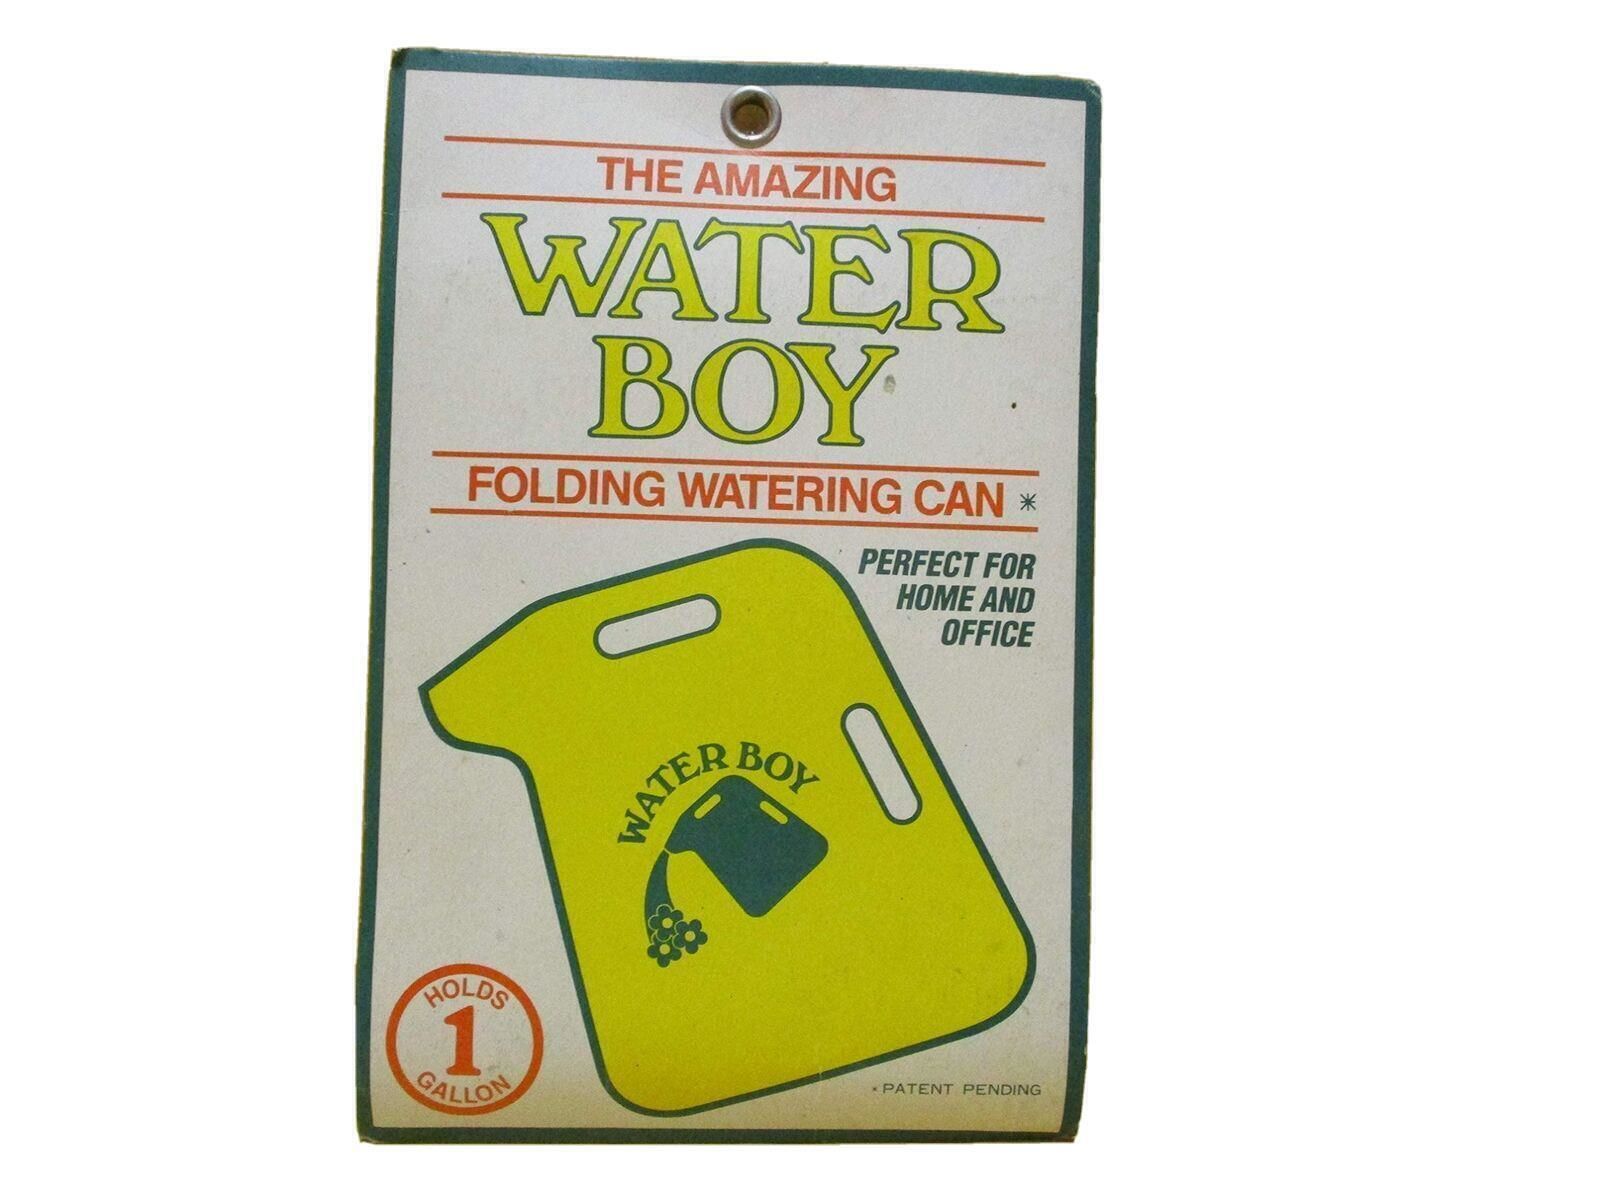 THE AMAZING
WATER
BOY
FOLDING WATERING CAN *
PERFECT FOR
HOME AND
OFFICE
WATER BOY
HOLDS
1
GALLON
*PATENT PENDING